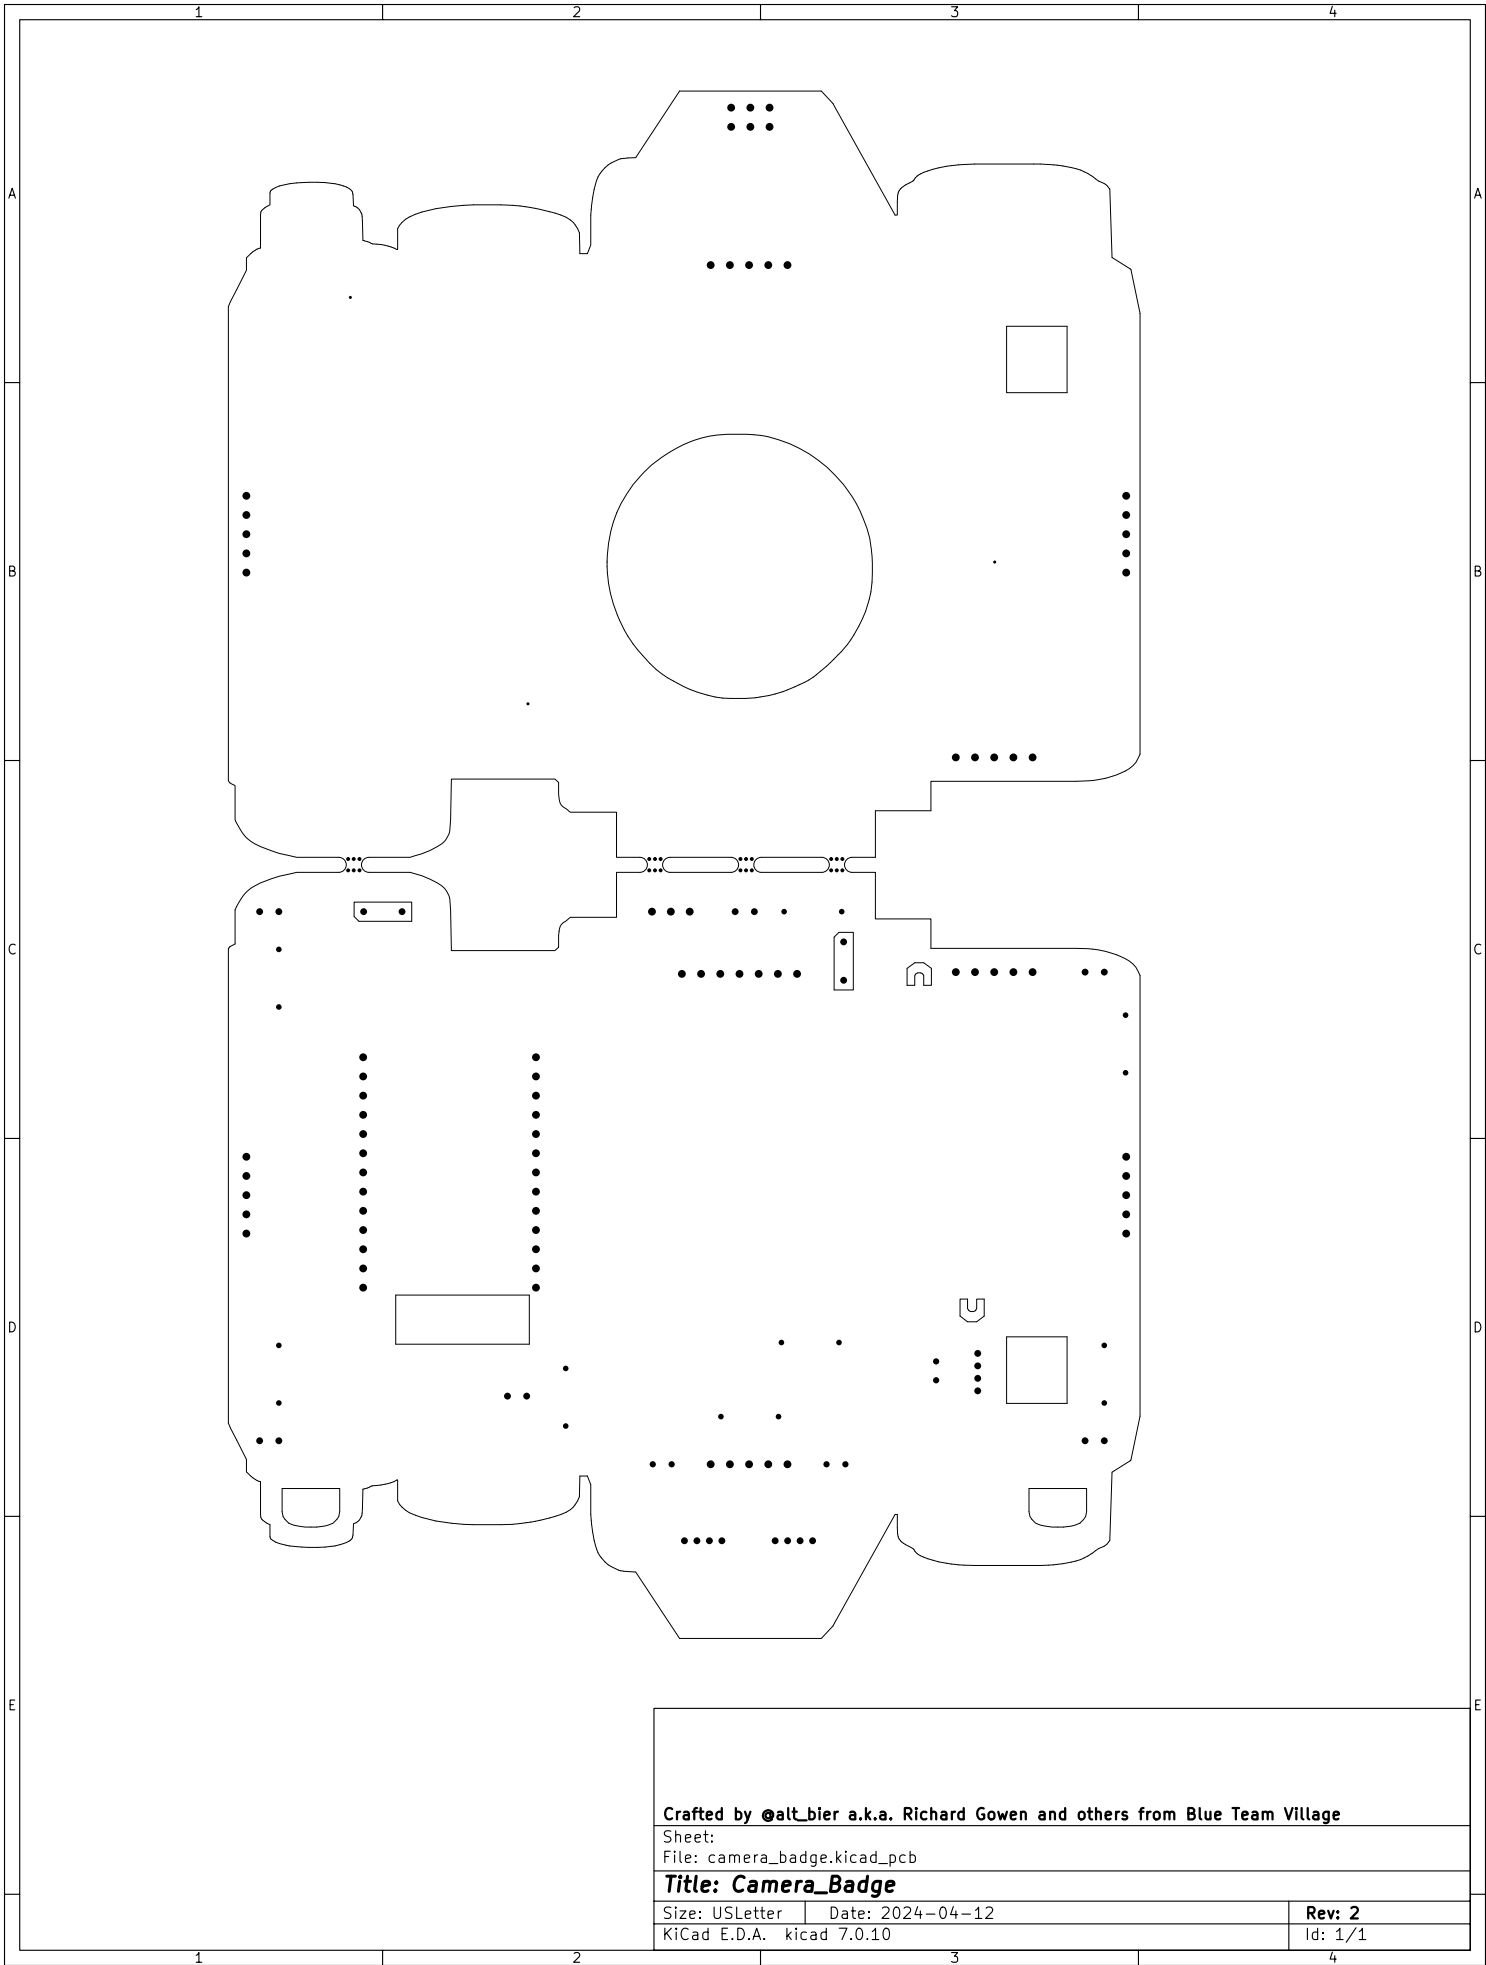 1 2 3 4
A A
B B
C C
D D
E E
Crafted by @alt_bier a.k.a. Richard Gowen and others from Blue Team Village
Sheet:
File: camera_badge.kicad_pcb
Title: Camera_Badge
Size: USLetter Date: 2024-04-12 Rev: 2
KiCad E.D.A. kicad 7.0.10 Id: 1/1
1 2 3 4